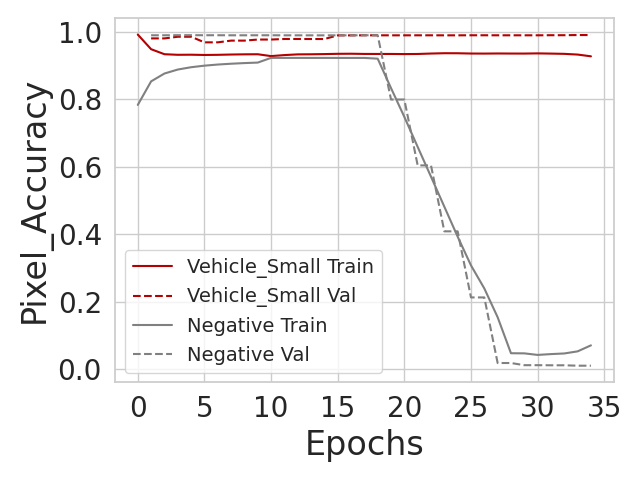 Pixel_Accuracy
1.0
0.8
0.6
0.4
0.2
0.0
Vehicle_Small Train
Vehicle_Small Val
Negative Train
Negative Val
0 5 10 15 20 25 30 35
Epochs